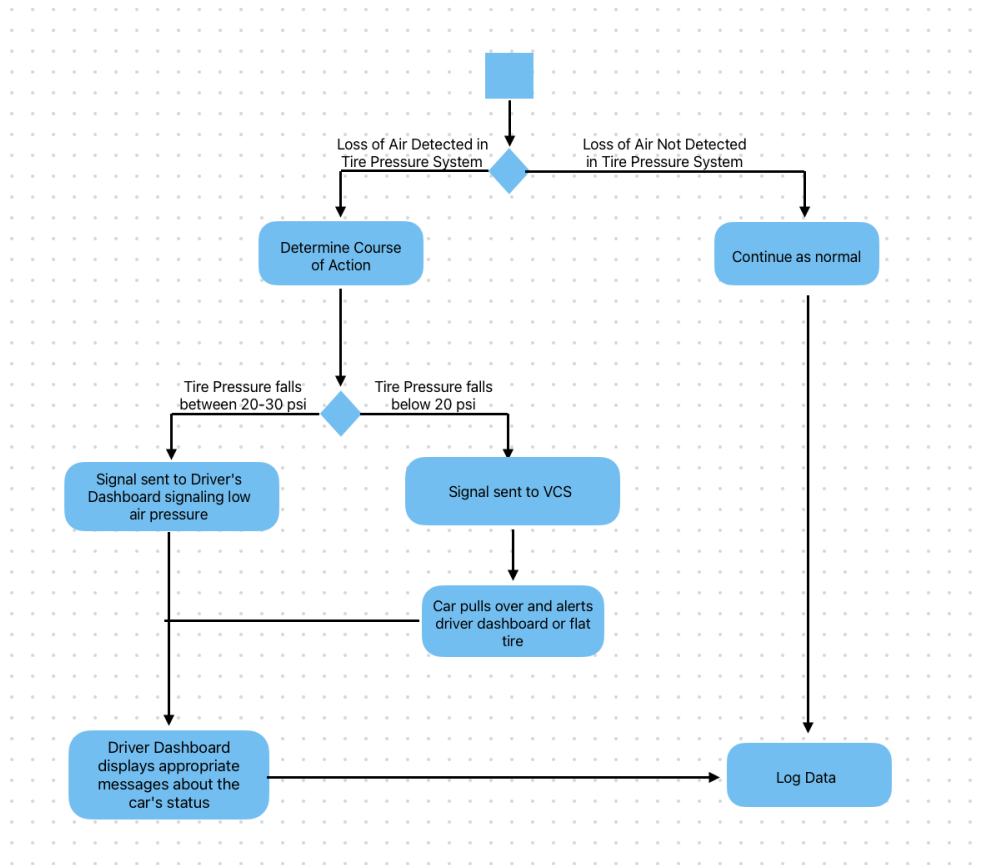 Loss of Air Detected in
Tire Pressure System
Loss of Air Not Detected
in Tire Pressure System
Determine Course
of Action
Continue as normal
Tire Pressure falls
between 20-30 psi
Tire Pressure falls
below 20 psi
Signal sent to Driver's
Dashboard signaling low
air pressure
Signal sent to VCS
Car pulls over and alerts
driver dashboard or flat
tire
Driver Dashboard
displays appropriate
messages about the
car's status
Log Data